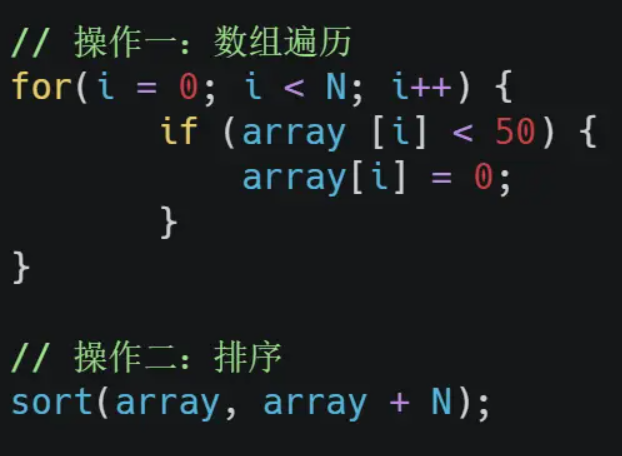 // 操作一：数组遍历
for(i = 0; i < N; i++) {
if (array [i] < 50) {
array[i] = 0;
}
}
// 操作二：排序
sort(array, array + N);